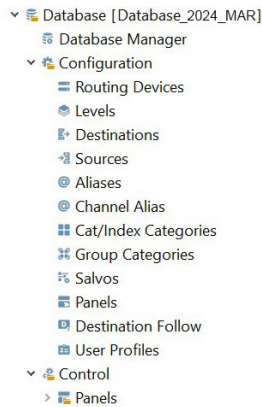 Database [Database_2024_MAR]
Database Manager
Configuration
Routing Devices
Levels
Destinations
Sources
Aliases
Channel Alias
Cat/Index Categories
Group Categories
Salvos
Panels
Destination Follow
User Profiles
Control
Panels